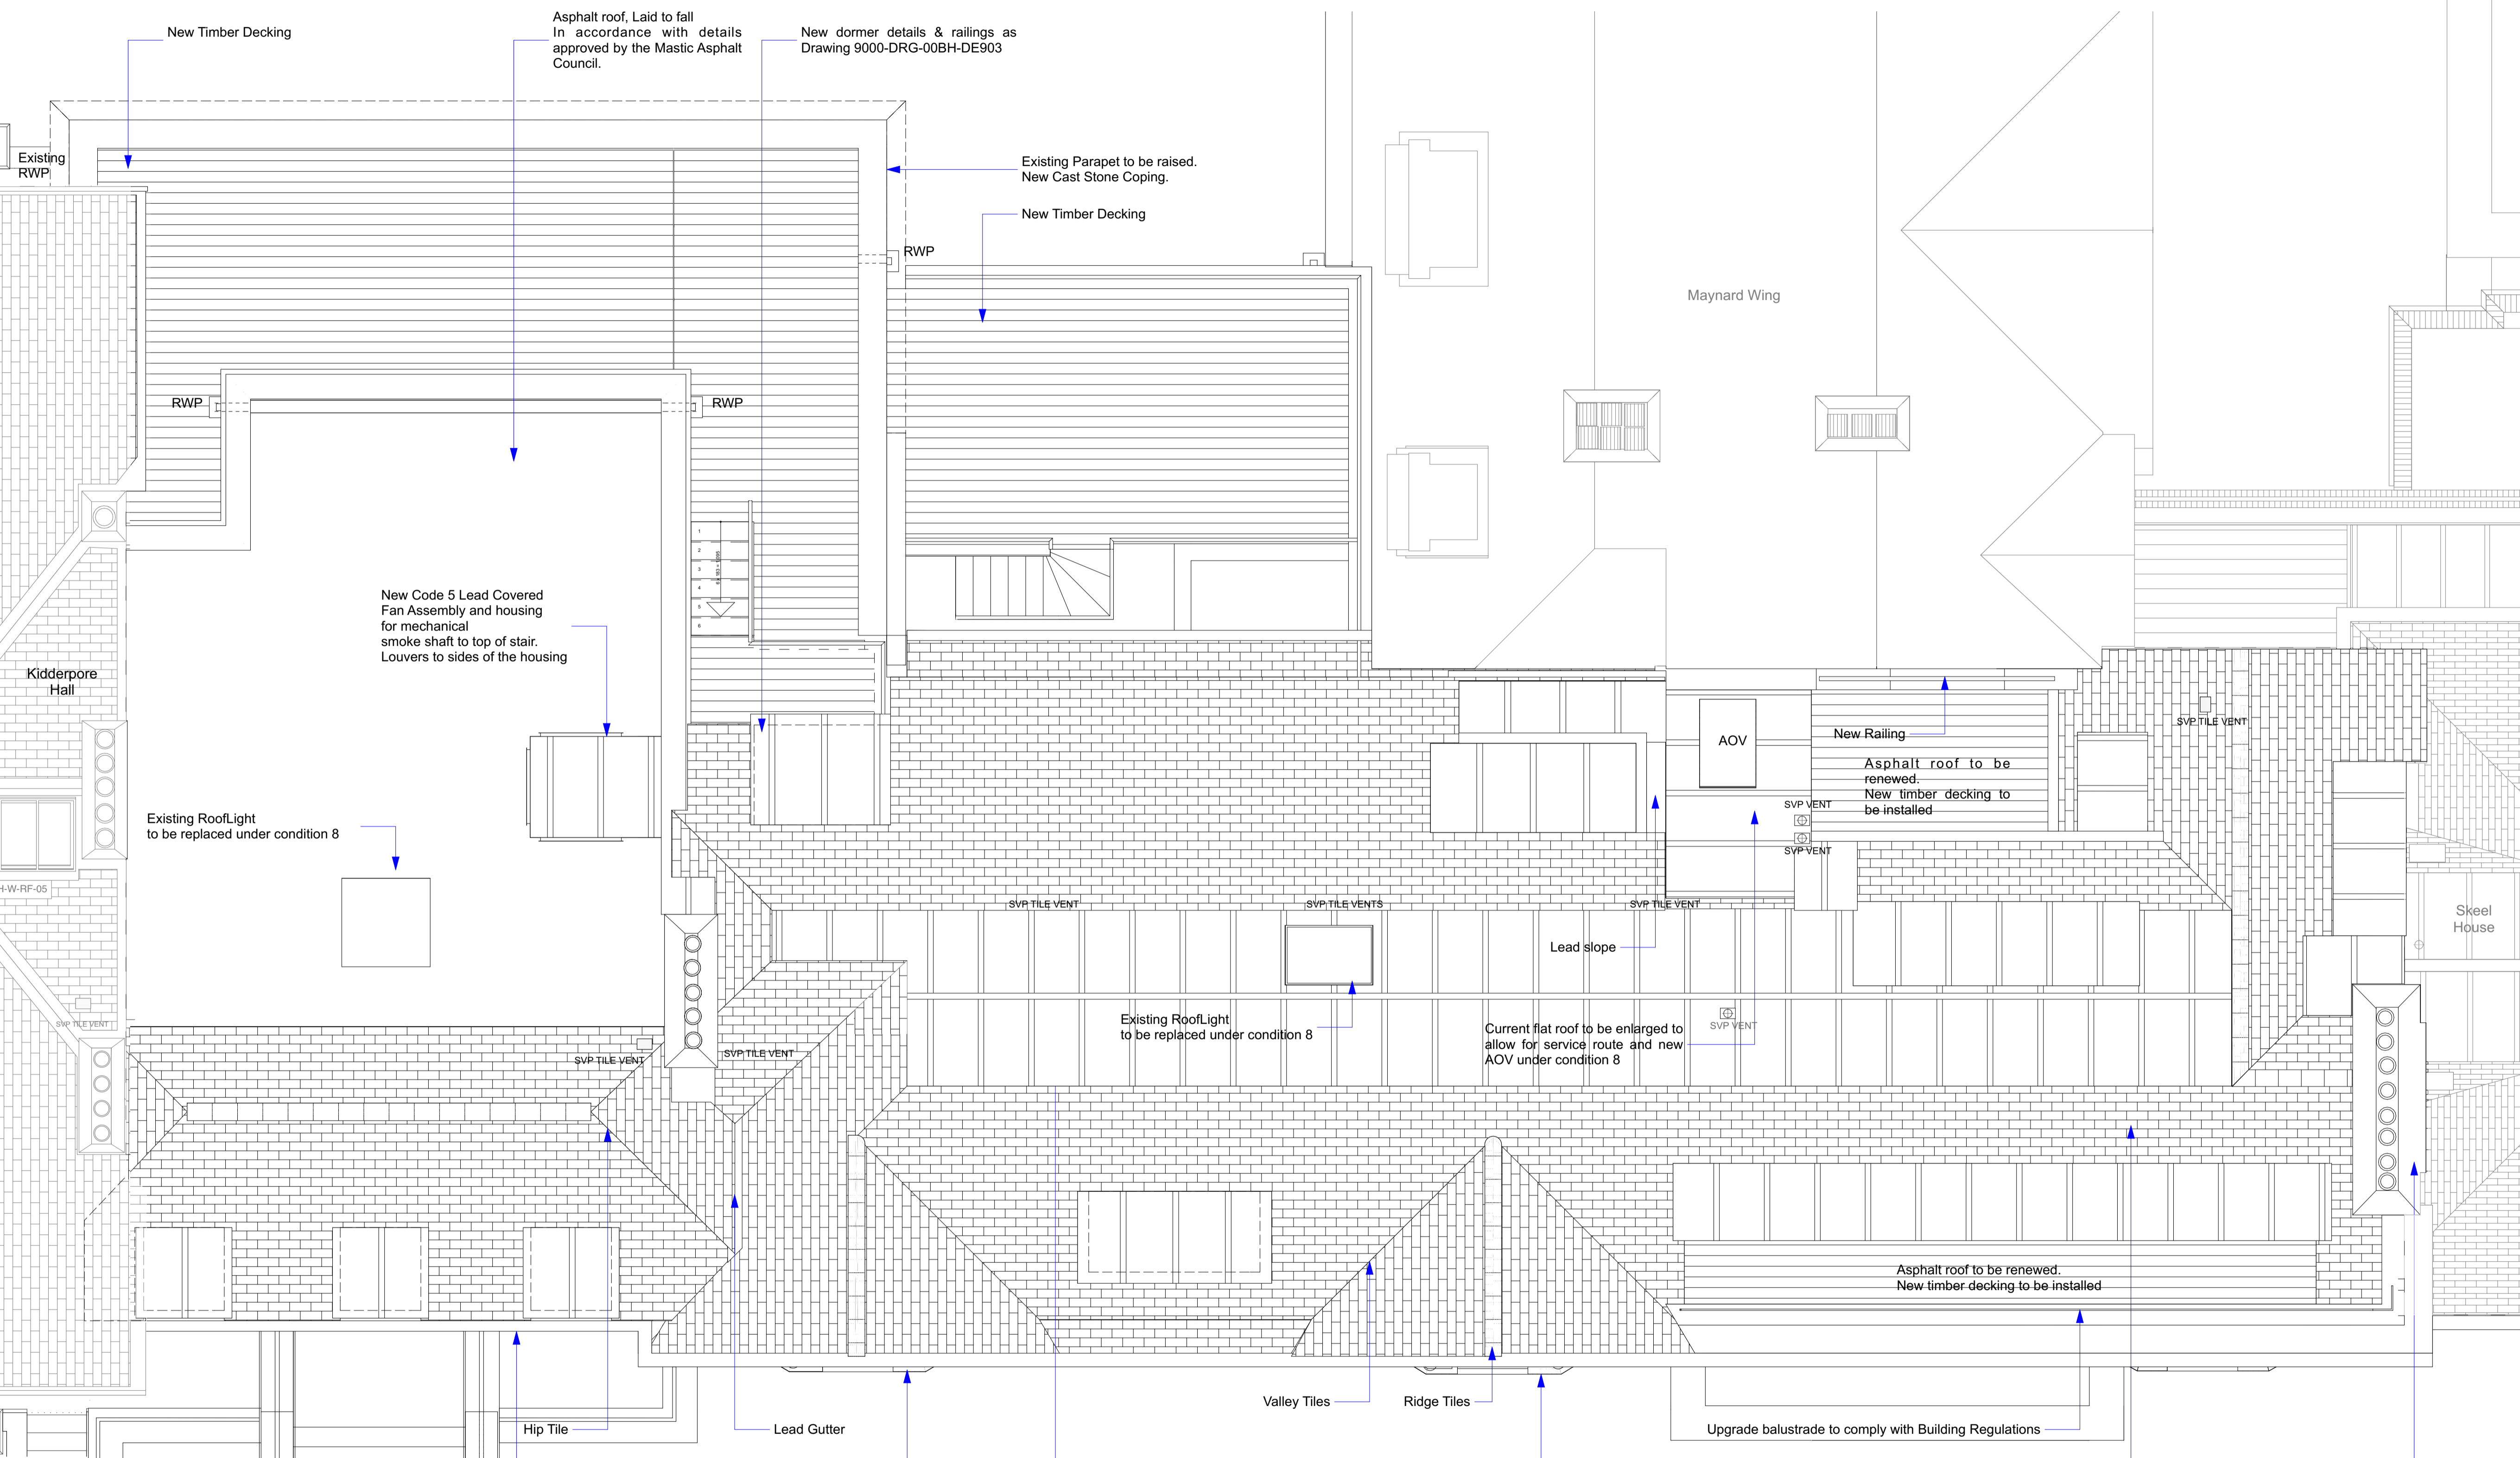 New Timber Decking
Asphalt roof, Laid to fall
In accordance with details
approved by the Mastic Asphalt
Council.
New dormer details & railings as
Drawing 9000-DRG-00BH-DE903
Existing
RWP
Existing Parapet to be raised.
New Cast Stone Coping.
New Timber Decking
RWP
Maynard Wing
RWP
RWP
1
2
3
4
5
6
New Code 5 Lead Covered
Fan Assembly and housing
for mechanical
smoke shaft to top of stair.
Louvers to sides of the housing
Kidderpore
Hall
SVP TILE VENT
New Railing
AOV
Asphalt roof to be
renewed.
New timber decking to
be installed
SVP VENT
SVP VENT
Existing RoofLight
to be replaced under condition 8
H-W-RF-05
SVP TILE VENT
SVP TILE VENTS
SVP TILE VENT
Skeel
House
Lead slope
Existing RoofLight
to be replaced under condition 8
SVP VENT
Current flat roof to be enlarged to
allow for service route and new
AOV under condition 8
SVP TILE VENT
SVP TILE VENT
SVP TILE VENT
Asphalt roof to be renewed.
New timber decking to be installed
Valley Tiles
Ridge Tiles
Hip Tile
Lead Gutter
Upgrade balustrade to comply with Building Regulations